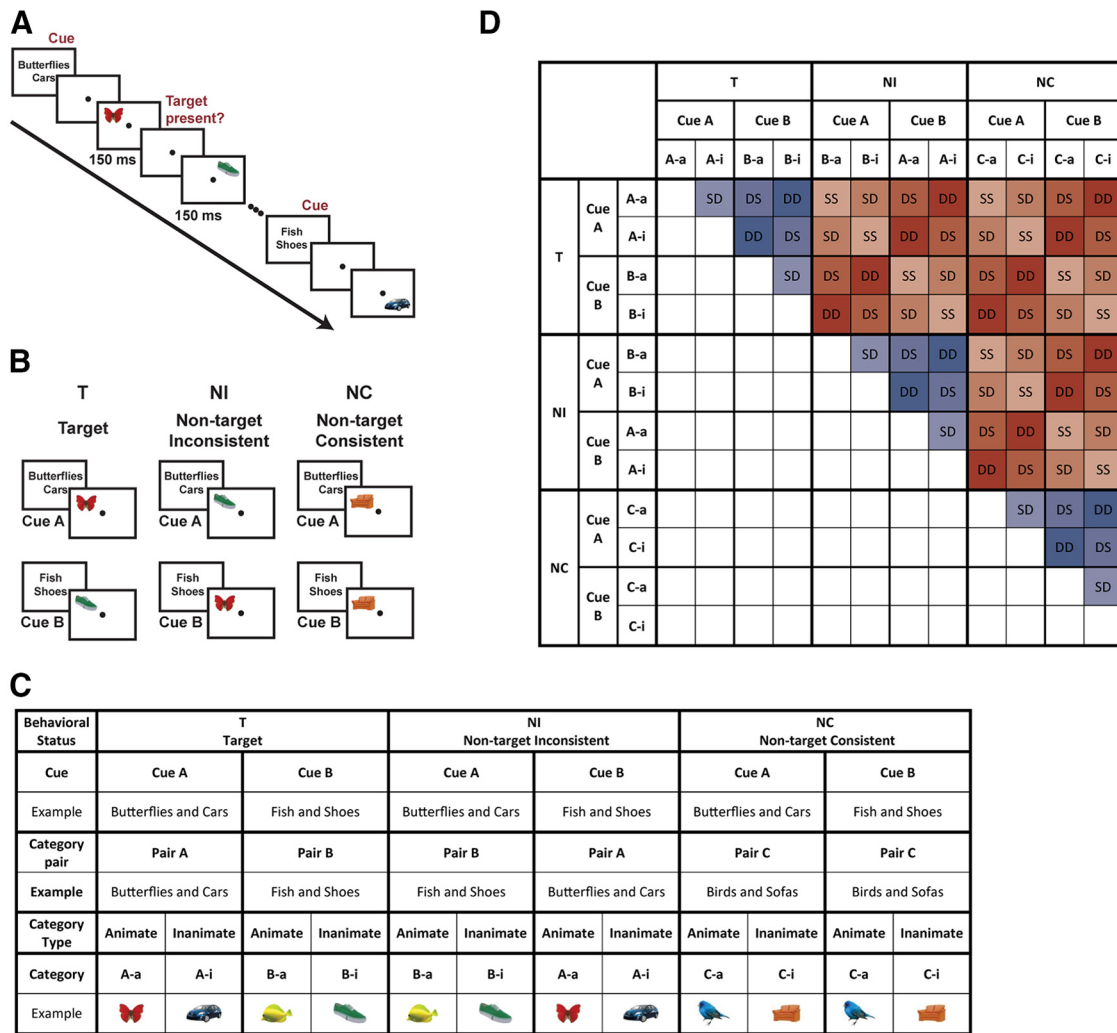 A
Cue
Butterflies
Cars
Target
present?
150 ms
150 ms
Cue
Fish
Shoes
B
T NI NC
Target Non-target Inconsistent Non-target Consistent
Butterflies Cars Butterflies Cars Butterflies Cars
Cue A Cue A Cue A
Fish Shoes Fish Shoes Fish Shoes
Cue B Cue B Cue B
C
Behavioral Status T Target NI Non-target Inconsistent NC Non-target Consistent
Cue Cue A Cue B Cue A Cue B Cue A Cue B
Example Butterflies and Cars Fish and Shoes Butterflies and Cars Fish and Shoes Butterflies and Cars Fish and Shoes
Category pair Pair A Pair B Pair B Pair A Pair C Pair C
Example Butterflies and Cars Fish and Shoes Fish and Shoes Butterflies and Cars Birds and Sofas Birds and Sofas
Category Type Animate Inanimate Animate Inanimate Animate Inanimate Animate Inanimate Animate Inanimate Animate Inanimate
Category A-a A-i B-a B-i B-a B-i A-a A-i C-a C-i C-a C-i
Example
D
T NI NC
Cue A Cue B Cue A Cue B Cue A Cue B
A-a A-i B-a B-i B-a B-i A-a A-i C-a C-i C-a C-i
T Cue A A-a SD DS DD SS SD DS DD SS SD DS DD
A-i DD DS SD SS DD DS SD SS DD DS
Cue B B-a SD DS DD SS SD DS DD SS SD
B-i DD DS SD SS DD DS SD SS
NI Cue A B-a SD DS DD SS SD DS DD
B-i DD DS SD SS DD DS
Cue B A-a SD DS DD SS SD
A-i DD DS SD SS
NC Cue A C-a SD DS DD
C-i DD DS
Cue B C-a SD
C-i